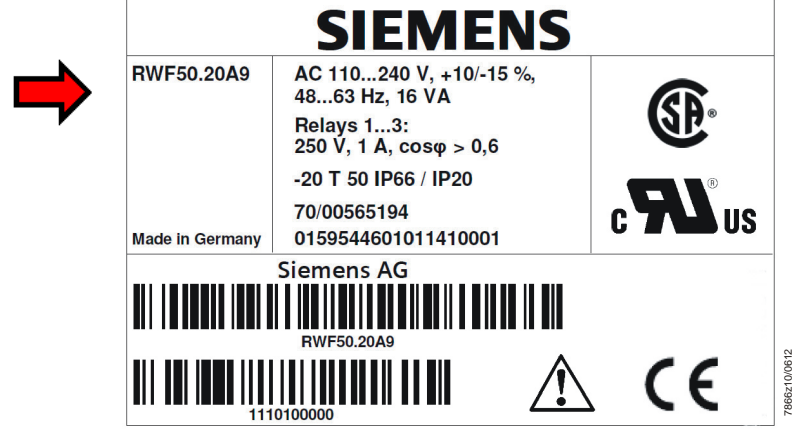 SIEMENS
RWF50.20A9
AC 110...240 V, +10/-15 %,
48...63 Hz, 16 VA
Relays 1...3:
250 V, 1 A, cosφ > 0,6
-20 T 50 IP66 / IP20
70/00565194
Made in Germany
0159544601011410001
CSA ®
C RU ® US
Siemens AG
RWF50.20A9
1110100000
CE
7866z10/0612